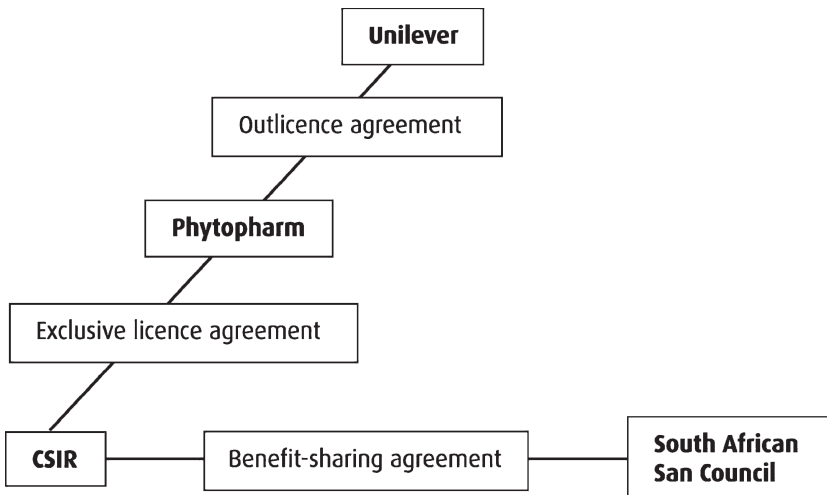 Unilever
Outlicence agreement
Phytopharm
Exclusive licence agreement
CSIR
Benefit-sharing agreement
South African
San Council